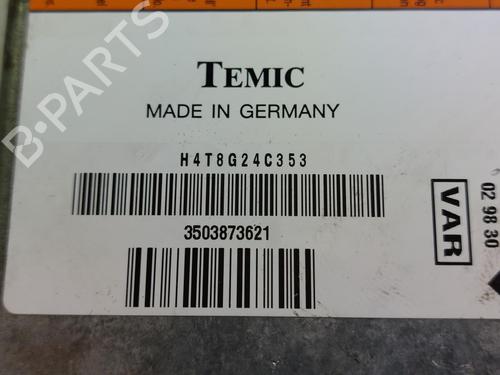 B-PARTS
TEMIC
MADE IN GERMANY
H4T8G24C353
3503873621
VAR
02 98 30